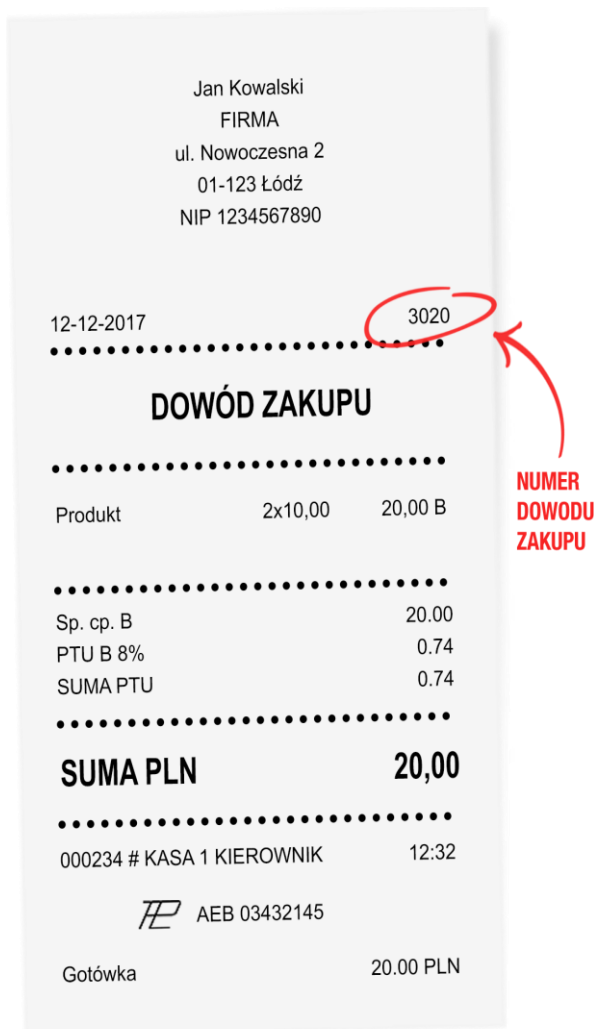 Jan Kowalski
FIRMA
ul. Nowoczesna 2
01-123 Łódź
NIP 1234567890
12-12-2017 3020
DOWÓD ZAKUPU
NUMER
DOWODU
ZAKUPU
Produkt 2x10,00 20,00 B
Sp. cp. B 20.00
PTU B 8% 0.74
SUMA PTU 0.74
SUMA PLN 20,00
000234 # KASA 1 KIEROWNIK 12:32
AEB 03432145
Gotówka 20.00 PLN